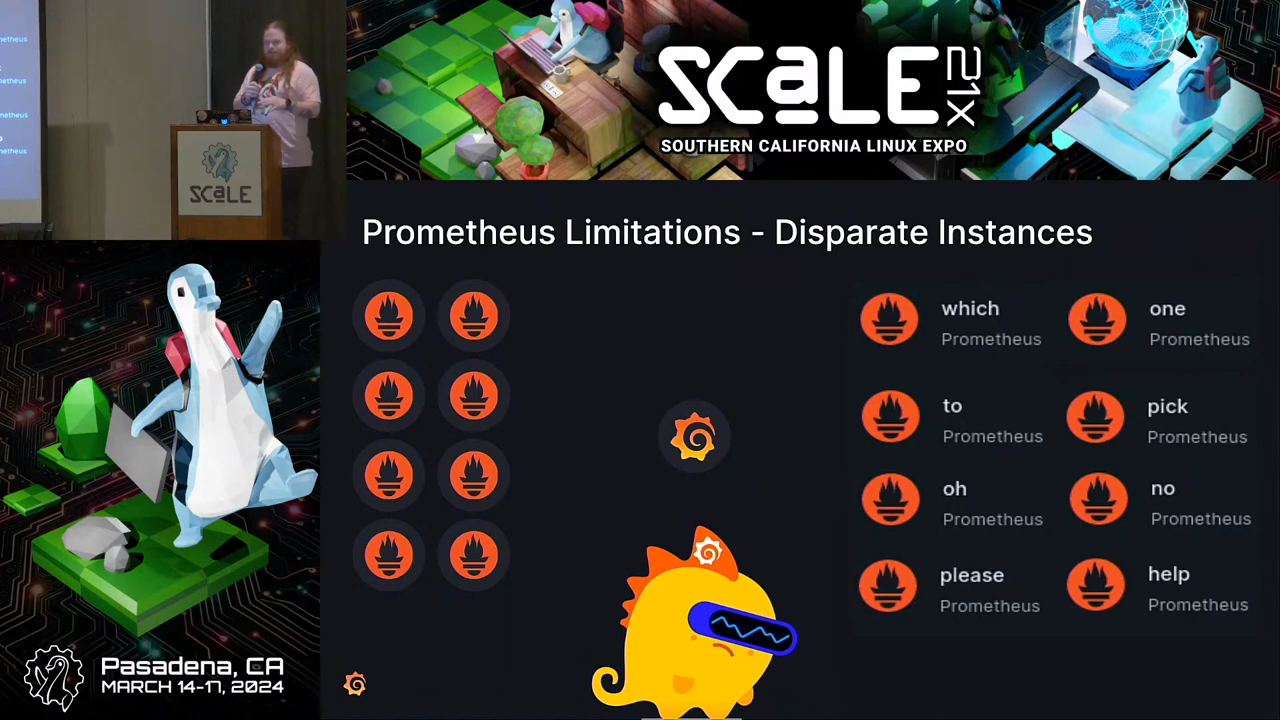 SCaLE 21X
SOUTHERN CALIFORNIA LINUX EXPO
SCaLE
Prometheus Limitations - Disparate Instances
which
Prometheus
one
Prometheus
to
Prometheus
pick
Prometheus
oh
Prometheus
no
Prometheus
please
Prometheus
help
Prometheus
Pasadena, CA
MARCH 14-17, 2024